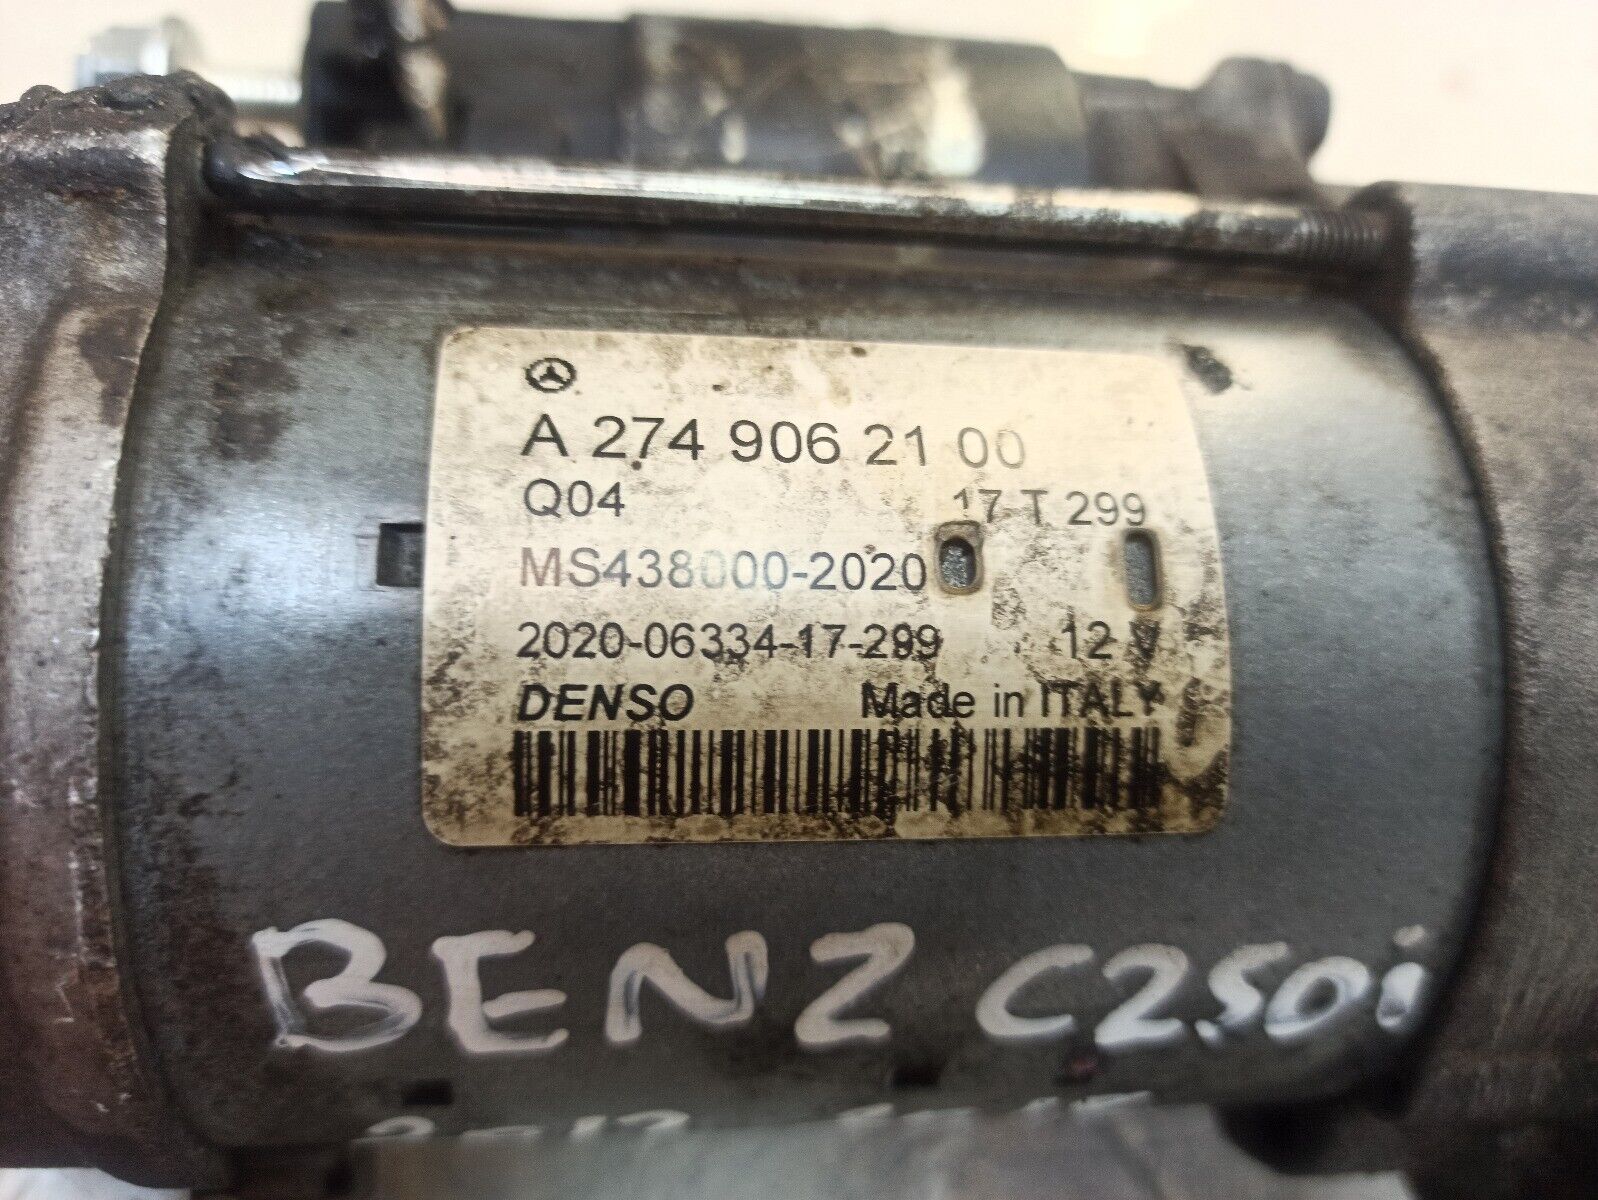 A 274 906 21 00
Q04 17 T 299
MS438000-2020
2020-06334-17-299 12 V
DENSO Made in ITALY
BENZ C250i